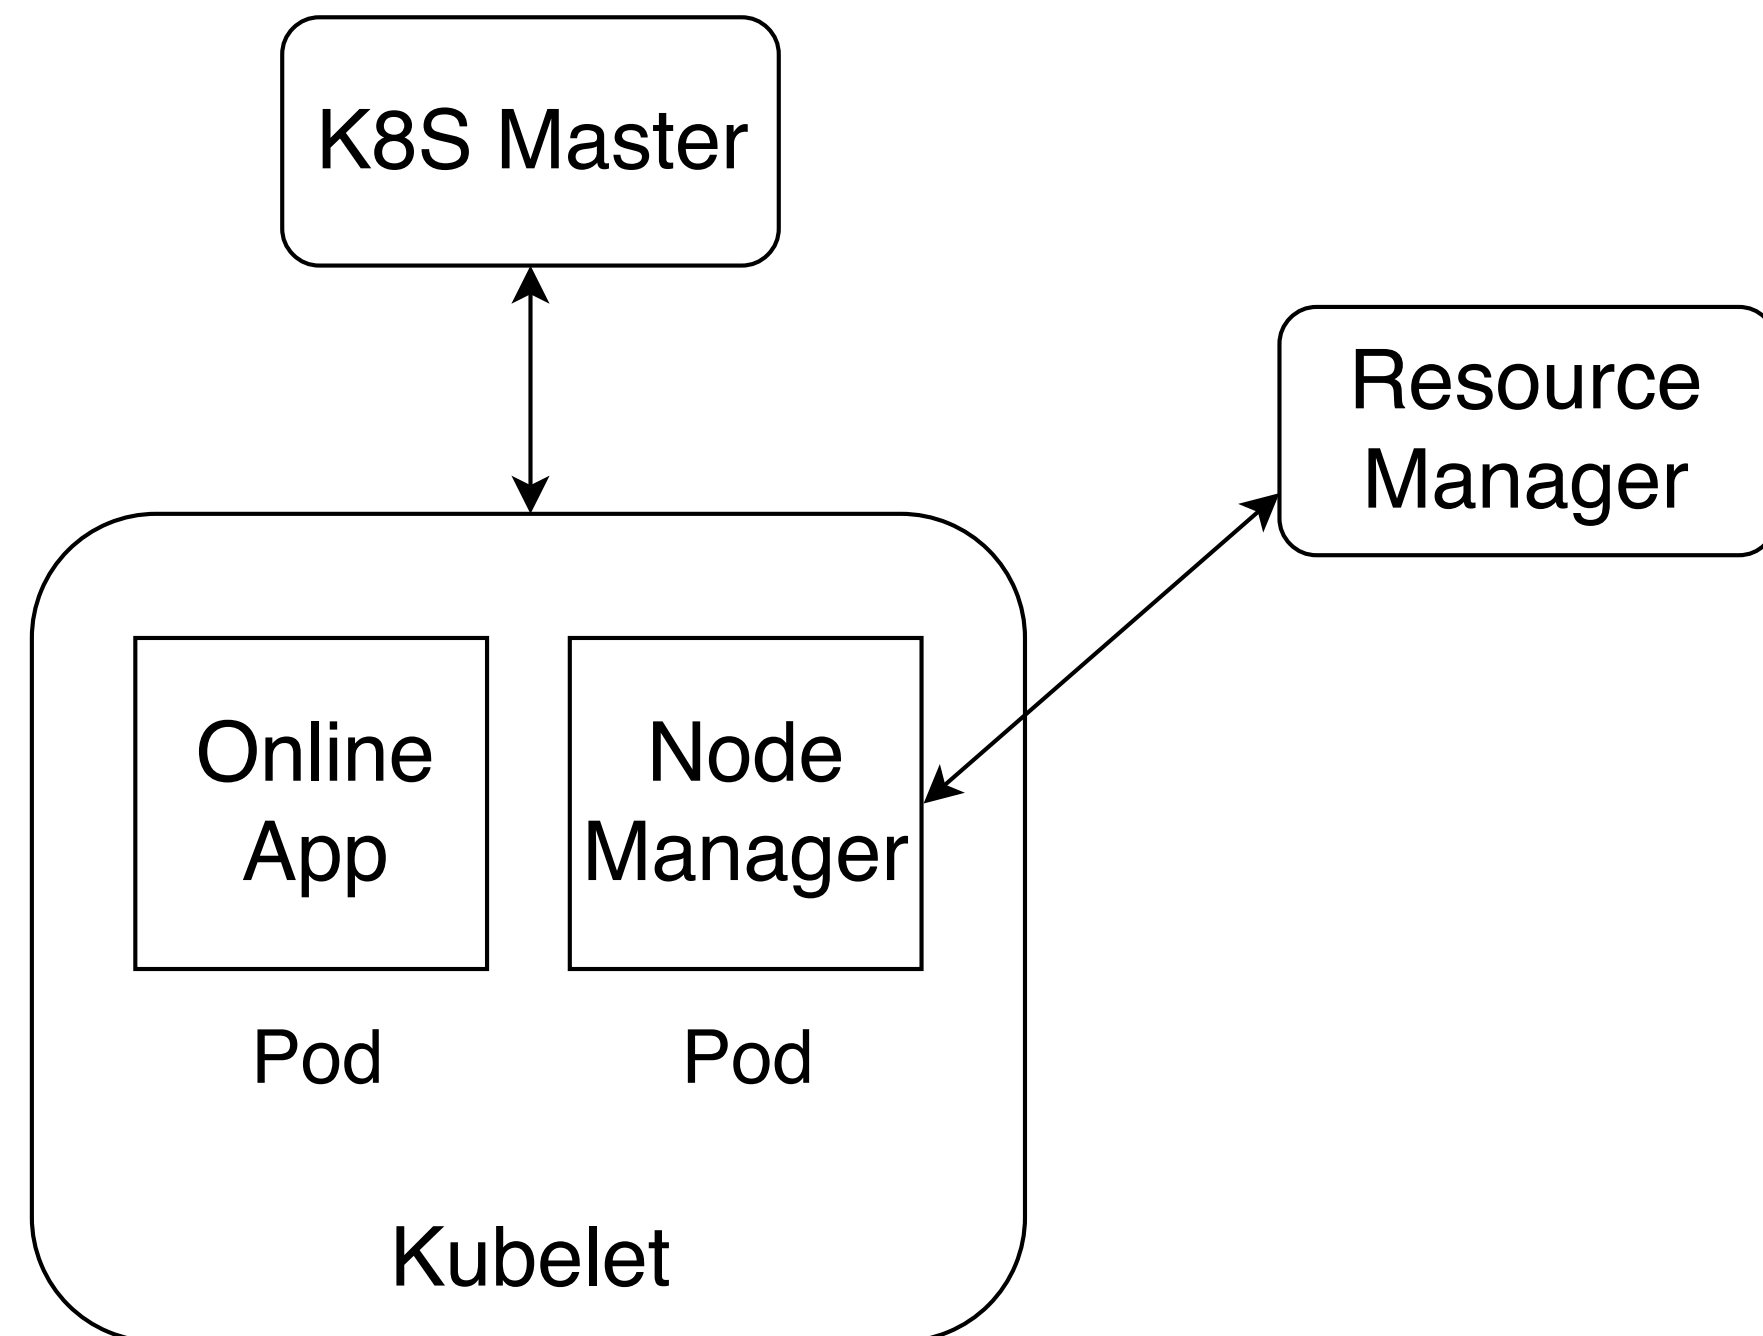 K8S Master
Resource
Manager
Online
App
Node
Manager
Pod
Pod
Kubelet